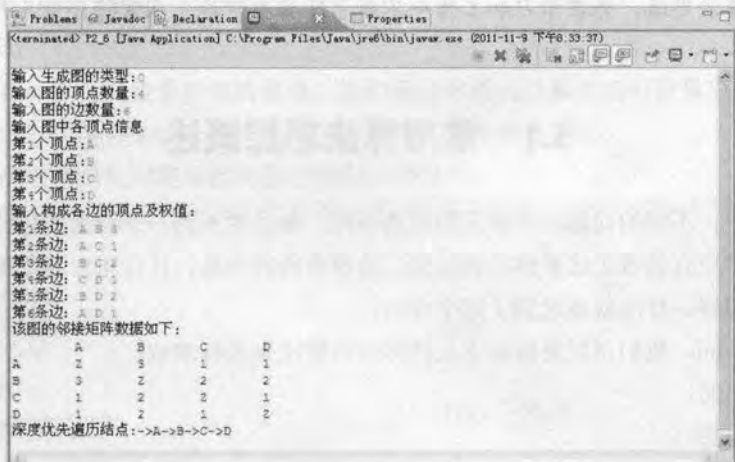 Problems @ Javadoc Declaration Properties
<terminated> P2_6 [Java Application] C:\Program Files\Java\jre6\bin\javaw.exe (2011-11-9 下午8:33:37)
输入生成图的类型:0
输入图的顶点数量:4
输入图的边数量:6
输入图中各顶点信息
第1个顶点:A
第2个顶点:B
第3个顶点:C
第4个顶点:D
输入构成各边的顶点及权值:
第1条边: A B 3
第2条边: A C 1
第3条边: B C 2
第4条边: C D 1
第5条边: B D 2
第6条边: A D 1
该图的邻接矩阵数据如下:
A B C D
A Z 3 1 1
B 3 Z 2 2
C 1 2 Z 1
D 1 2 1 Z
深度优先遍历结点:->A->B->C->D